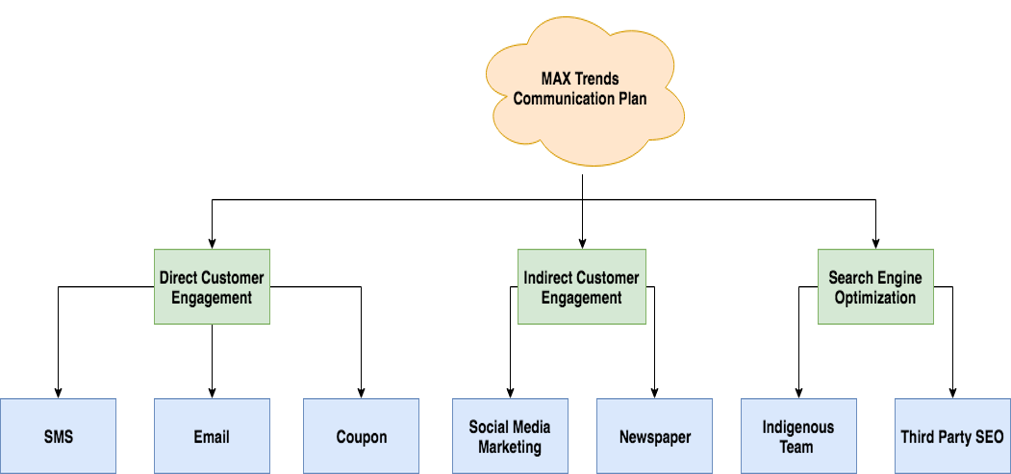 MAX Trends
Communication Plan
Direct Customer
Engagement
Indirect Customer
Engagement
Search Engine
Optimization
SMS
Email
Coupon
Social Media
Marketing
Newspaper
Indigenous
Team
Third Party SEO